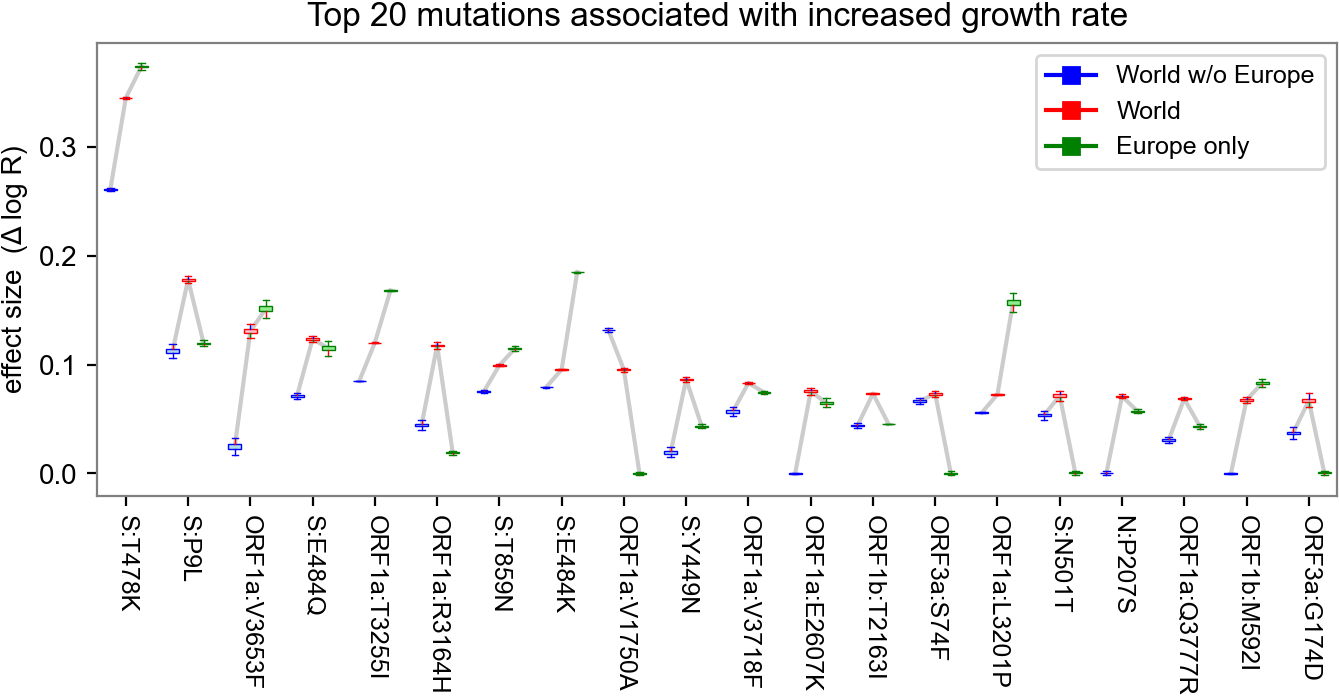 Top 20 mutations associated with increased growth rate
effect size (Δ log R)
0.3
0.2
0.1
0.0
World w/o Europe
World
Europe only
S:T478K
S:P9L
ORF1a:V3653F
S:E484Q
ORF1a:T3255I
ORF1a:R3164H
S:T859N
S:E484K
ORF1a:V1750A
S:Y449N
ORF1a:V3718F
ORF1a:E2607K
ORF1b:T2163I
ORF3a:S74F
ORF1a:L3201P
S:N501T
N:P207S
ORF1a:Q3777R
ORF1b:M592I
ORF3a:G174D